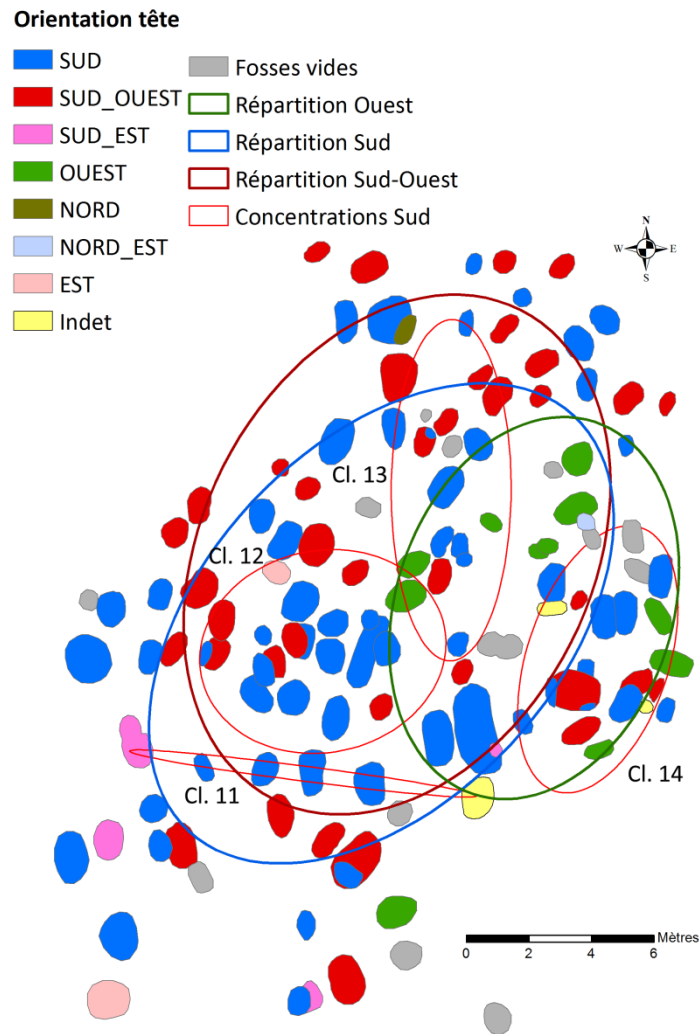 Orientation tête
SUD
SUD_OUEST
SUD_EST
OUEST
NORD
NORD_EST
EST
Indet
Fosses vides
Répartition Ouest
Répartition Sud
Répartition Sud-Ouest
Concentrations Sud
N
W E
S
Cl. 13
Cl. 12
Cl. 14
Cl. 11
Mètres
0 2 4 6